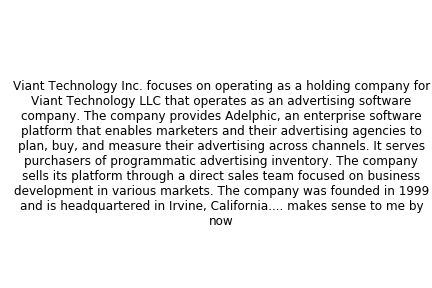 Viant Technology Inc. focuses on operating as a holding company for
Viant Technology LLC that operates as an advertising software
company. The company provides Adelphic, an enterprise software
platform that enables marketers and their advertising agencies to
plan, buy, and measure their advertising across channels. It serves
purchasers of programmatic advertising inventory. The company
sells its platform through a direct sales team focused on business
development in various markets. The company was founded in 1999
and is headquartered in Irvine, California.... makes sense to me by
now